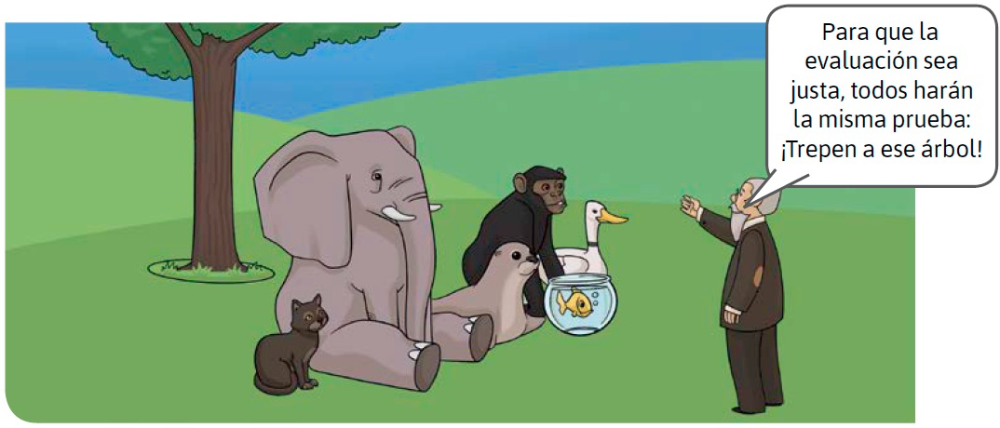 Para que la
evaluación sea
justa, todos harán
la misma prueba:
¡Trepen a ese árbol!